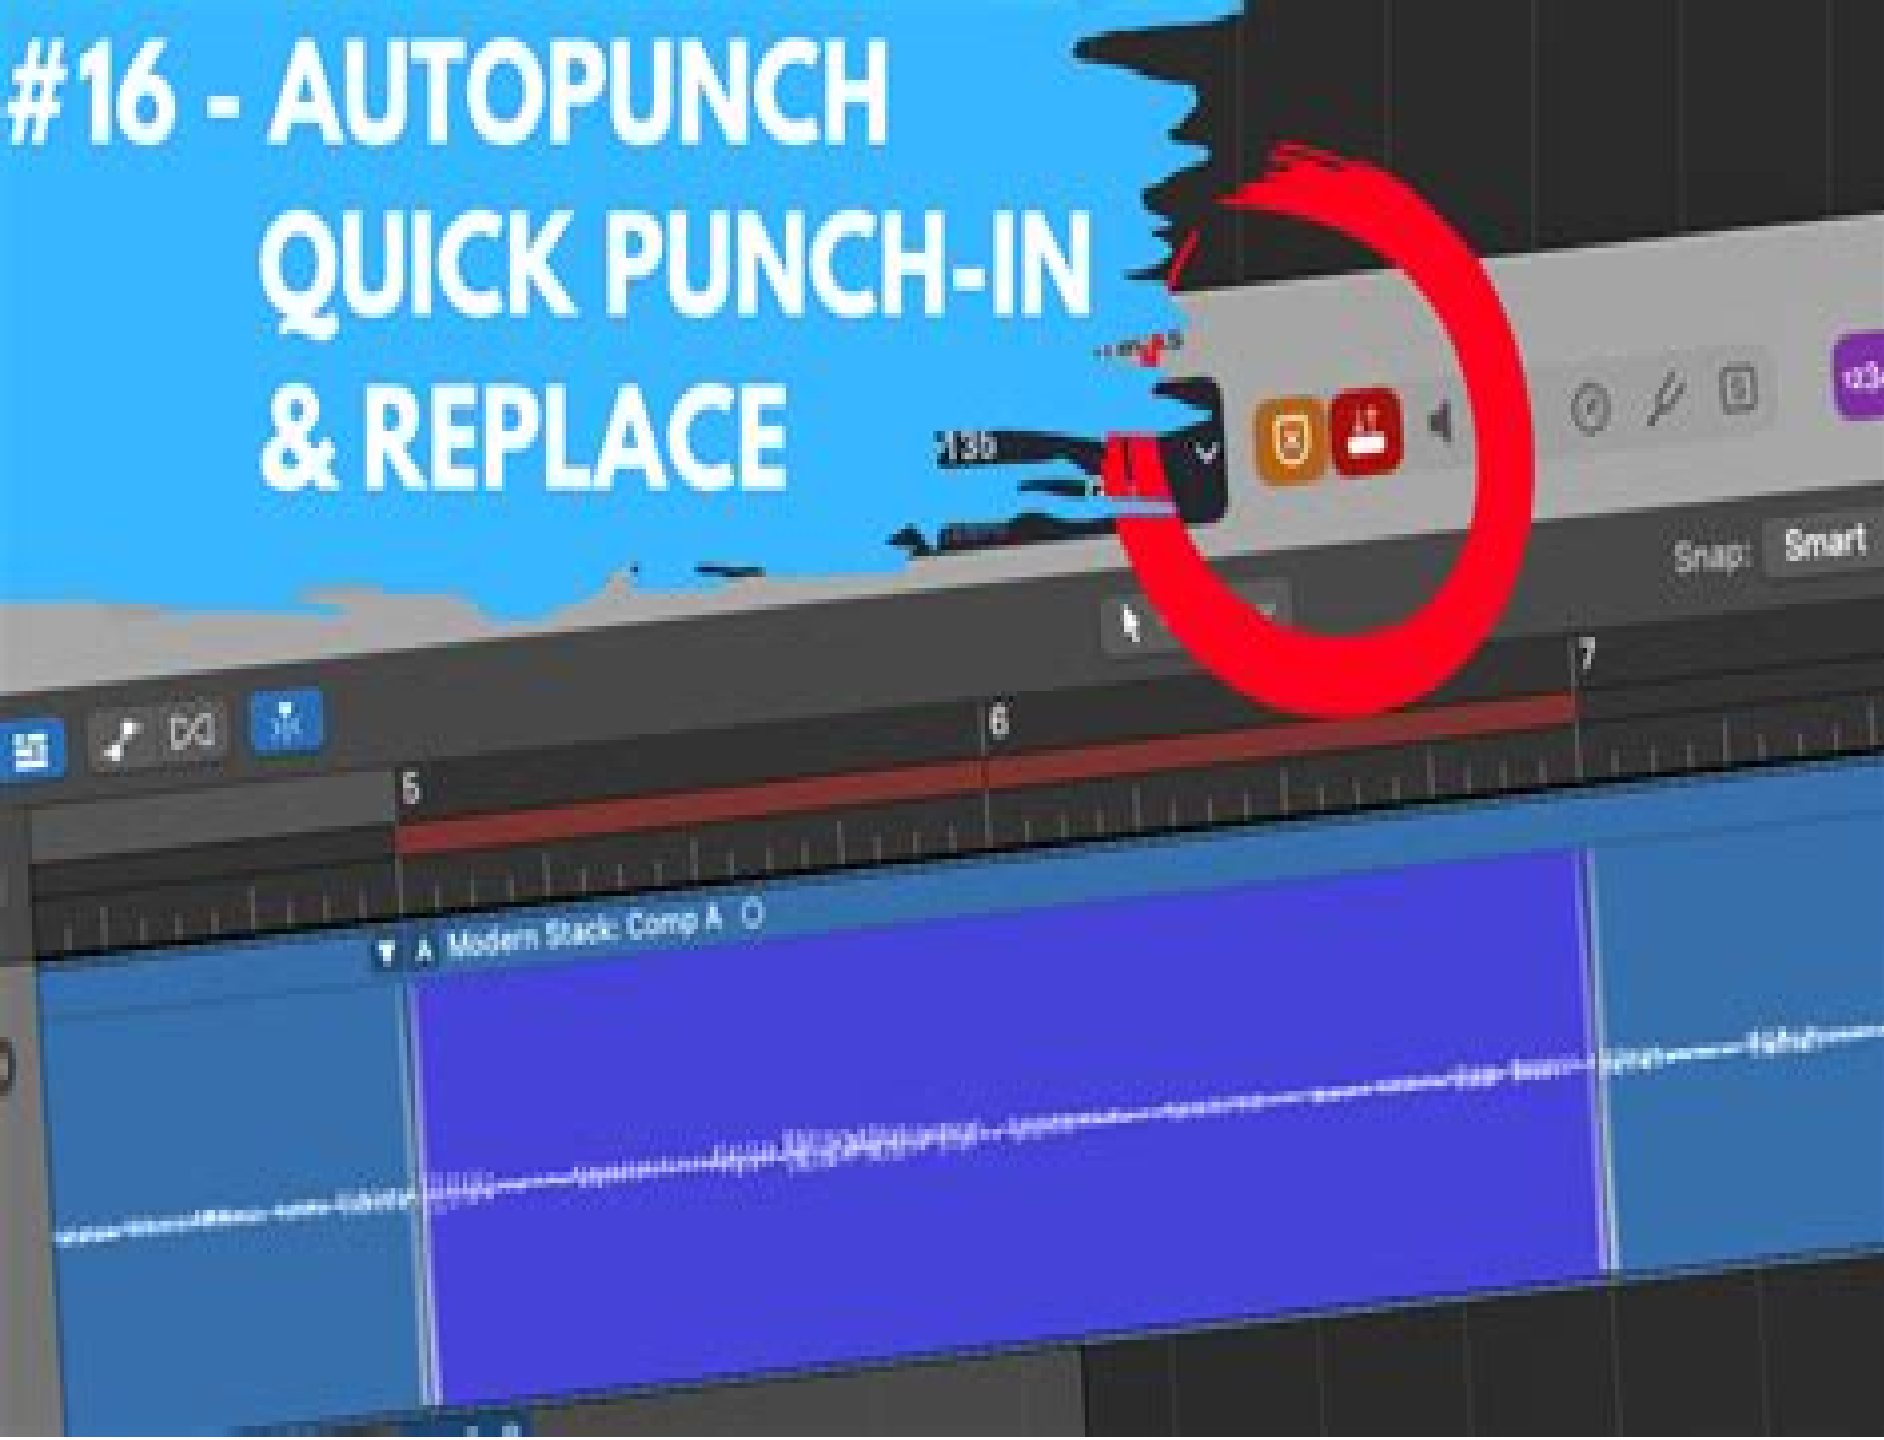 #16 - AUTOPUNCH
QUICK PUNCH-IN
& REPLACE
Snap: Smart
5
6
7
A Modern Stack: Comp A